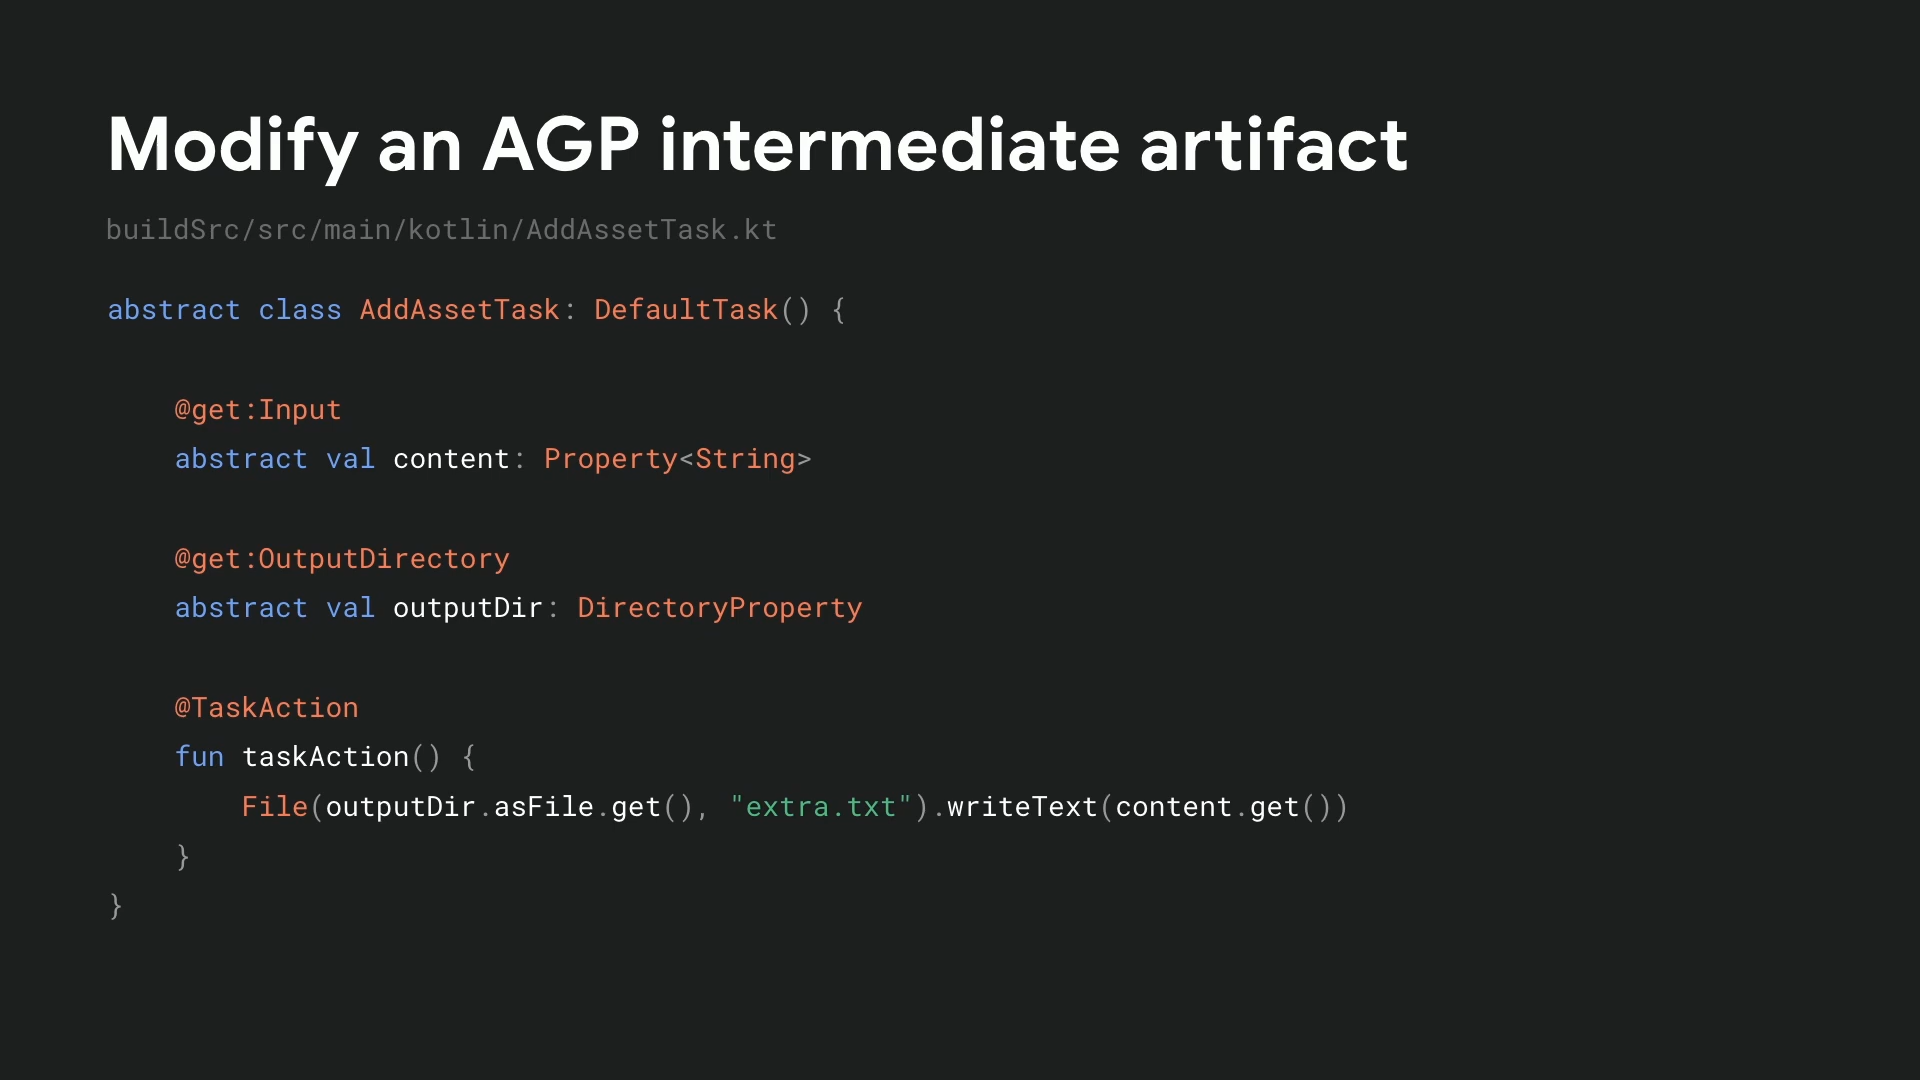 Modify an AGP intermediate artifact
buildSrc/src/main/kotlin/AddAssetTask.kt
abstract class AddAssetTask: DefaultTask() {
    @get:Input
    abstract val content: Property<String>
    @get:OutputDirectory
    abstract val outputDir: DirectoryProperty
    @TaskAction
    fun taskAction() {
        File(outputDir.asFile.get(), "extra.txt").writeText(content.get())
    }
}